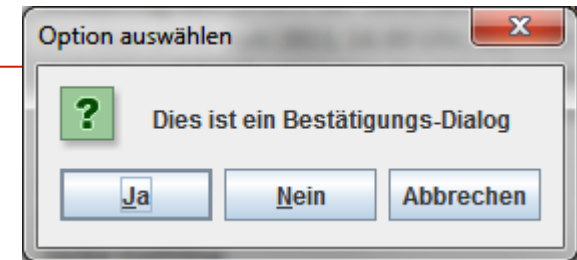 Option auswählen
Dies ist ein Bestätigungs-Dialog
Ja
Nein
Abbrechen